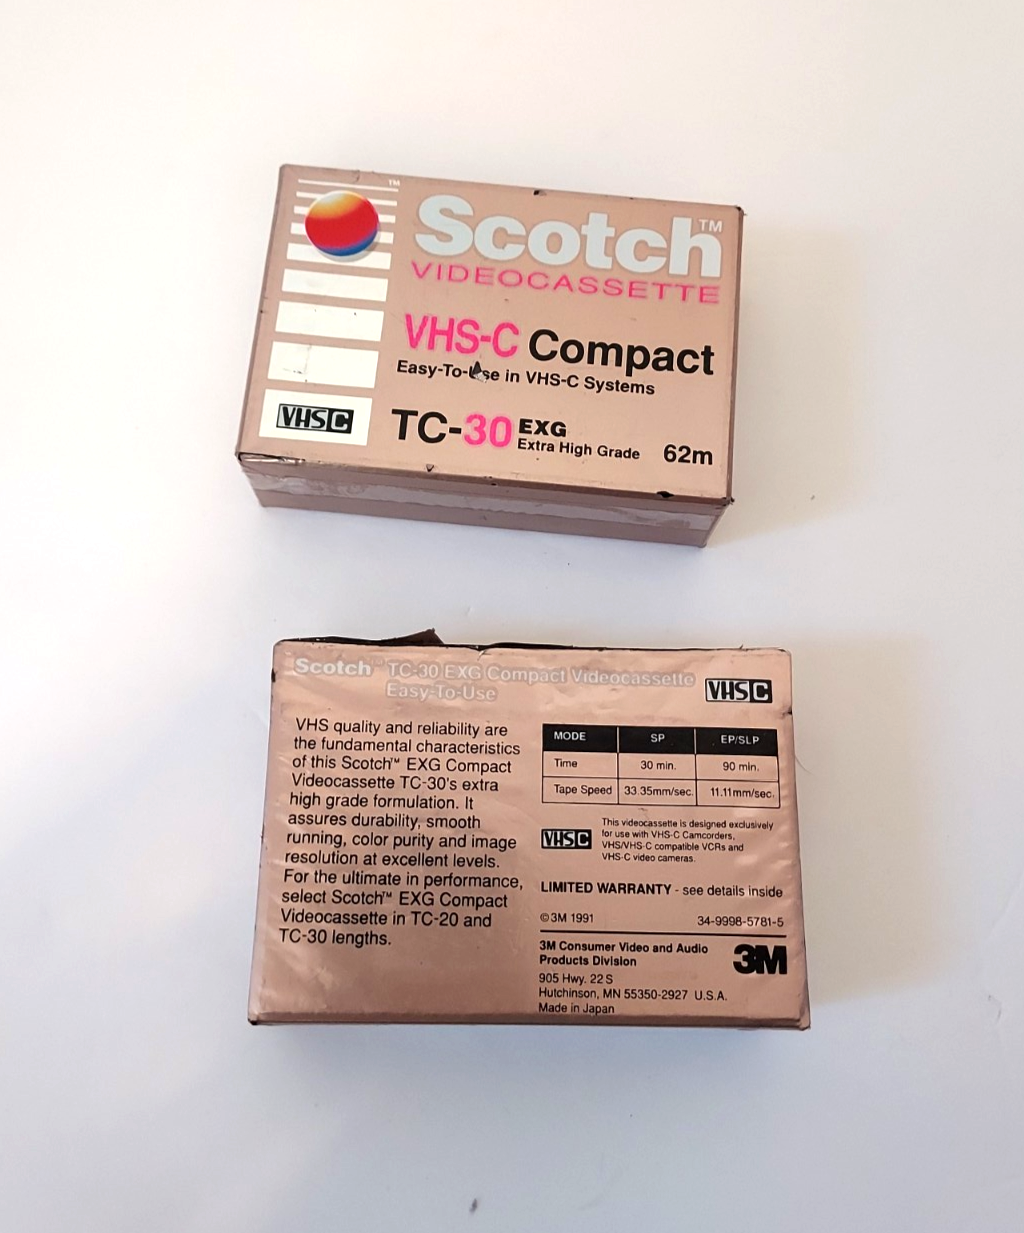 Scotch™
VIDEOCASSETTE
VHS-C Compact
Easy-To-Use in VHS-C Systems
VHS C
TC-30 EXG
Extra High Grade
62m
Scotch™ TC-30 EXG Compact Videocassette
Easy-To-Use
VHS C
VHS quality and reliability are
the fundamental characteristics
of this Scotch™ EXG Compact
Videocassette TC-30's extra
high grade formulation. It
assures durability, smooth
running, color purity and image
resolution at excellent levels.
For the ultimate in performance,
select Scotch™ EXG Compact
Videocassette in TC-20 and
TC-30 lengths.
MODE SP EP/SLP
Time 30 min. 90 min.
Tape Speed 33.35mm/sec. 11.11mm/sec.
VHS C
This videocassette is designed exclusively
for use with VHS-C Camcorders,
VHS/VHS-C compatible VCRs and
VHS-C video cameras.
LIMITED WARRANTY - see details inside
©3M 1991 34-9998-5781-5
3M Consumer Video and Audio
Products Division
3M
905 Hwy. 22 S
Hutchinson, MN 55350-2927 U.S.A.
Made in Japan